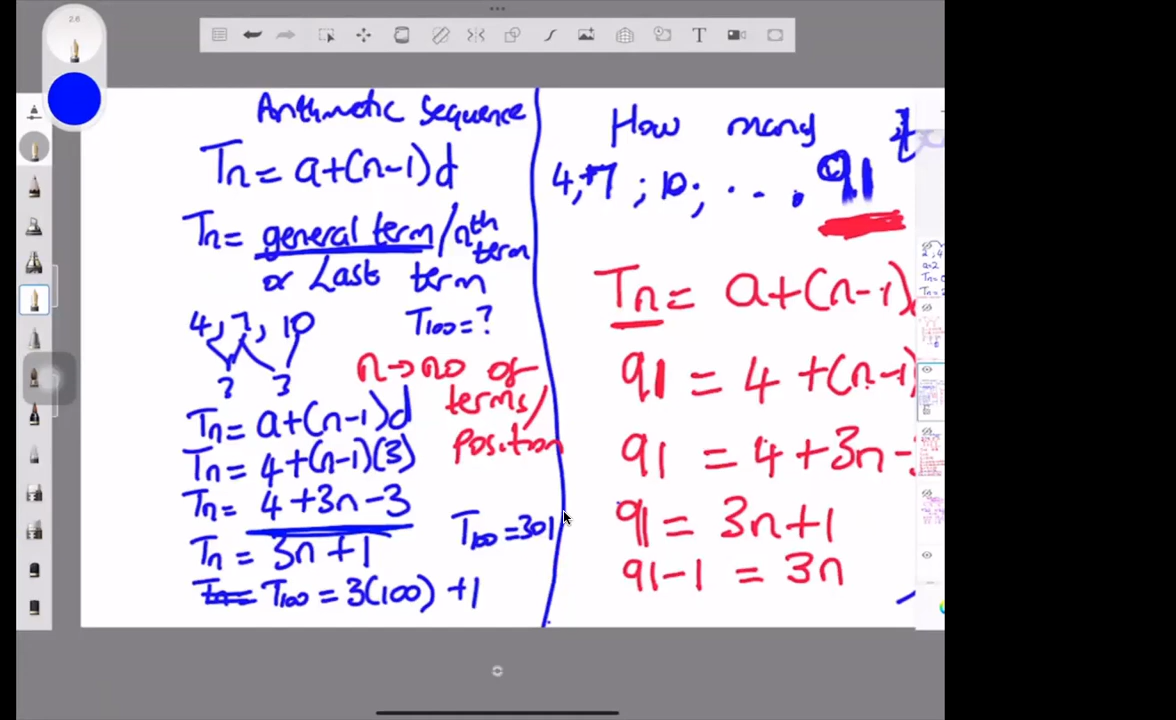 2.6
Arithmetic Sequence
Tn = a+(n-1)d
Tn = general term/nth term
or Last term
4, 7, 10
T100 = ?
3 3
n→no of
terms/
Position
Tn = a+(n-1)d
Tn = 4+(n-1)(3)
Tn = 4+3n-3
Tn = 3n+1
T100 = 301
Tn = T100 = 3(100) +1
How many t
4, 7 ; 10; .... 91
Tn = a+(n-1)
91 = 4 +(n-1)
91 = 4+3n-
91 = 3n+1
91-1 = 3n